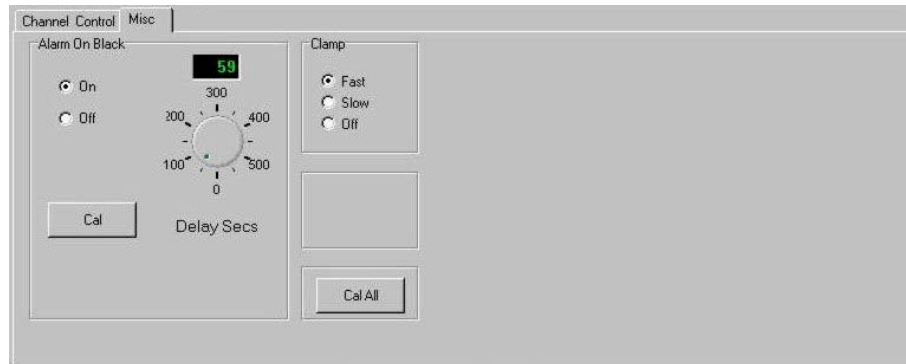 Channel Control
Misc
Alarm On Black
On
Off
59
300
200
400
100
500
0
Cal
Delay Secs
Clamp
Fast
Slow
Off
Cal All